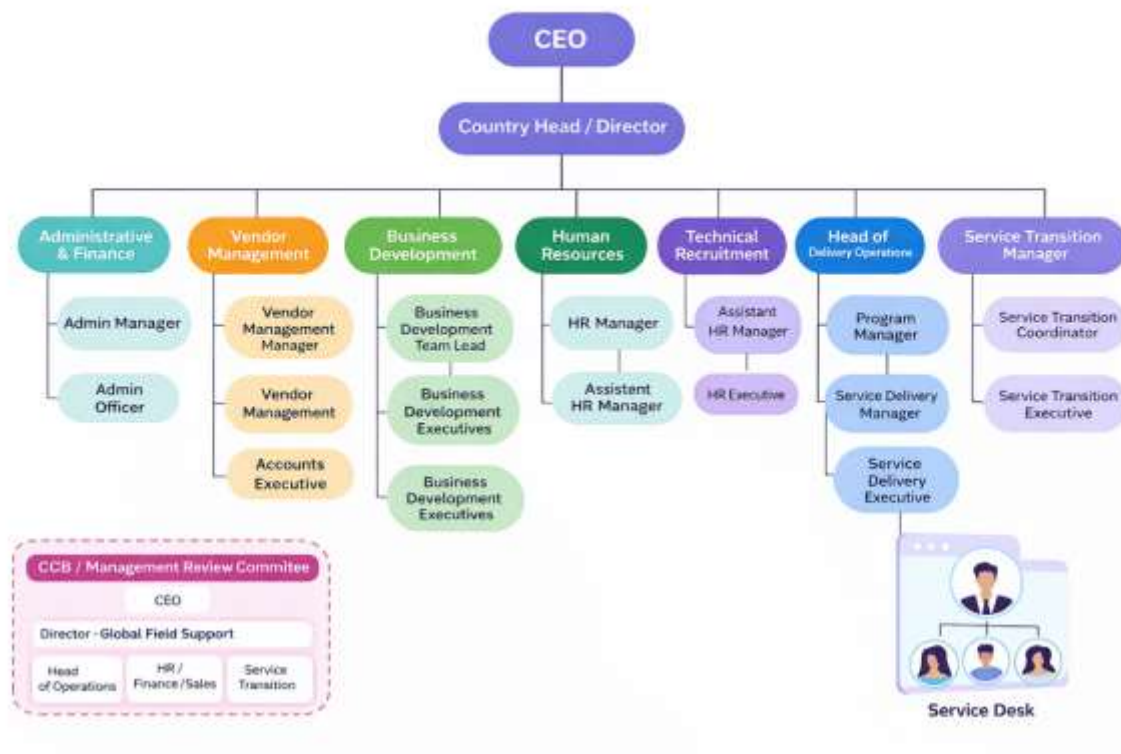 CEO
Country Head / Director
Administrative
& Finance
Vendor
Management
Business
Development
Human
Resources
Technical
Recruitment
Head of
Delivery Operations
Service Transition
Manager
Admin Manager
Admin
Officer
Vendor
Management
Manager
Vendor
Management
Accounts
Executive
Business
Development
Team Lead
Business
Development
Executives
Business
Development
Executives
HR Manager
Assistent
HR Manager
Assistant
HR Manager
HR Executive
Program
Manager
Service Delivery
Manager
Service
Delivery
Executive
Service Transition
Coordinator
Service Transition
Executive
CCB / Management Review Commitee
CEO
Director - Global Field Support
Head
of Operations
HR /
Finance /Sales
Service
Transition
Service Desk